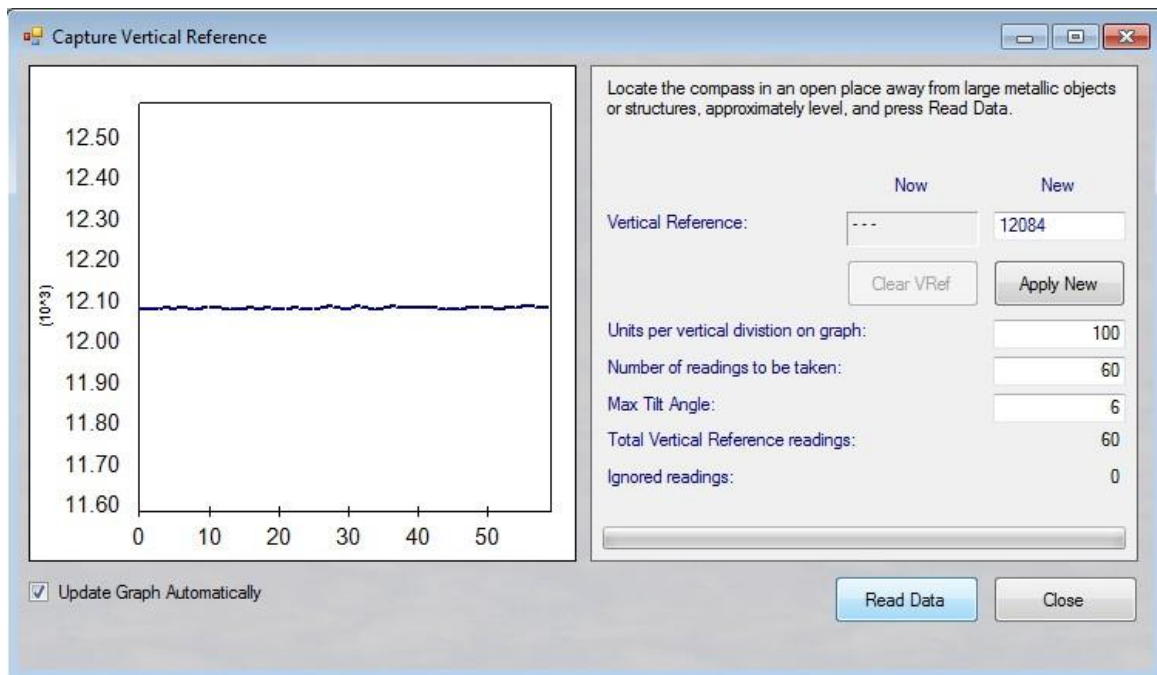 Capture Vertical Reference
12.50
12.40
12.30
12.20
12.10
12.00
11.90
11.80
11.70
11.60
(10^3)
0 10 20 30 40 50
Locate the compass in an open place away from large metallic objects
or structures, approximately level, and press Read Data.
Now New
Vertical Reference: --- 12084
Clear VRef Apply New
Units per vertical divistion on graph: 100
Number of readings to be taken: 60
Max Tilt Angle: 6
Total Vertical Reference readings: 60
Ignored readings: 0
Update Graph Automatically
Read Data Close